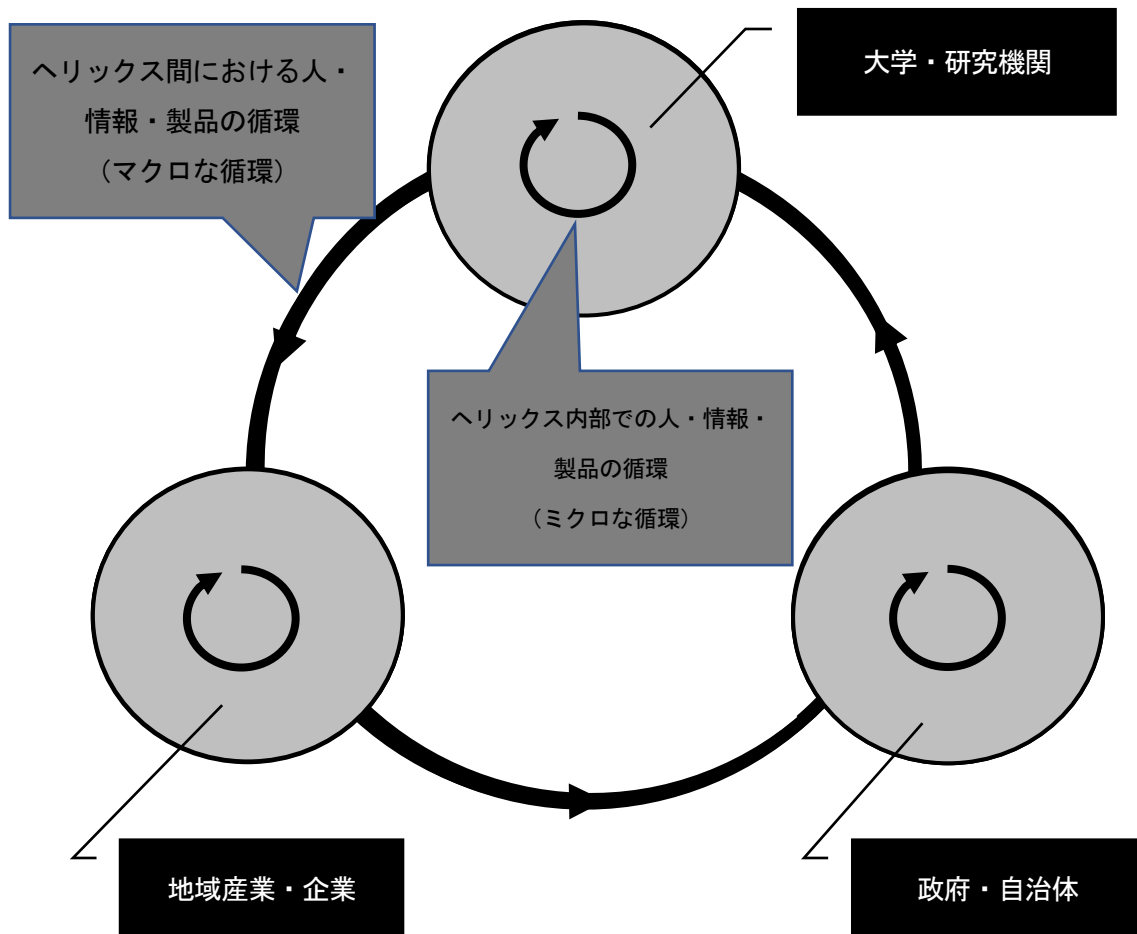 ヘリックス間における人・
情報・製品の循環
（マクロな循環）
大学・研究機関
ヘリックス内部での人・情報・
製品の循環
（ミクロな循環）
地域産業・企業
政府・自治体